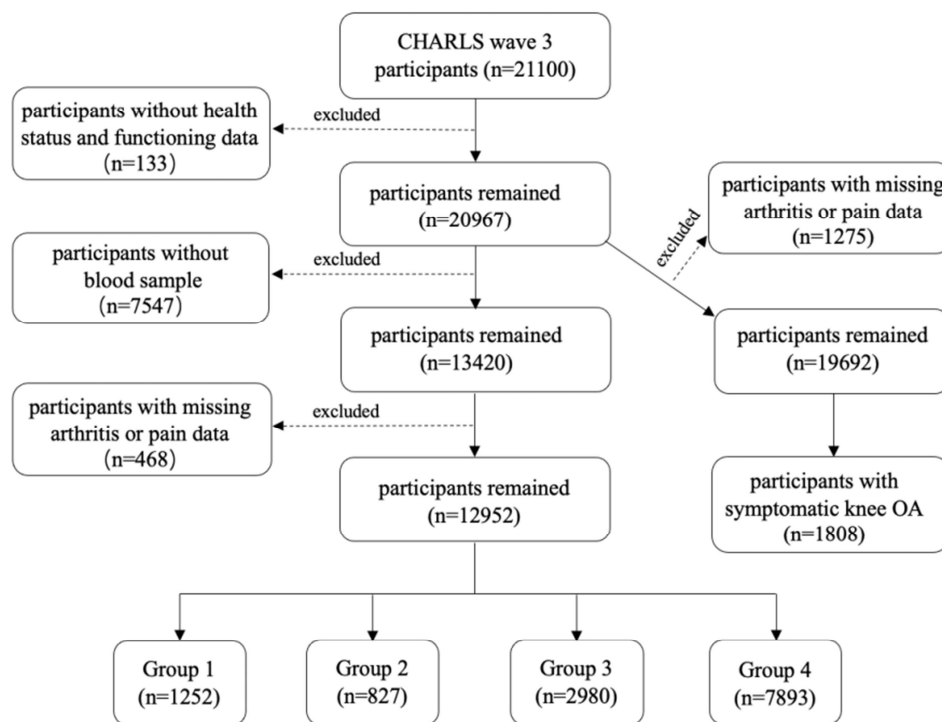 CHARLS wave 3
participants (n=21100)
excluded
participants without health
status and functioning data
(n=133)
participants remained
(n=20967)
participants with missing
arthritis or pain data
(n=1275)
excluded
participants without
blood sample
(n=7547)
excluded
participants remained
(n=13420)
participants remained
(n=19692)
excluded
participants with missing
arthritis or pain data
(n=468)
participants remained
(n=12952)
participants with
symptomatic knee OA
(n=1808)
Group 1
(n=1252)
Group 2
(n=827)
Group 3
(n=2980)
Group 4
(n=7893)